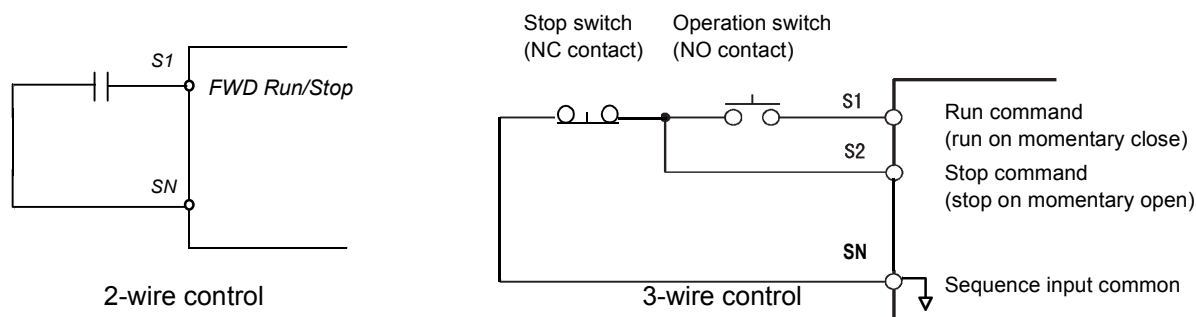 S1
FWD Run/Stop
SN
2-wire control
Stop switch
(NC contact)
Operation switch
(NO contact)
S1
Run command
(run on momentary close)
S2
Stop command
(stop on momentary open)
SN
Sequence input common
3-wire control